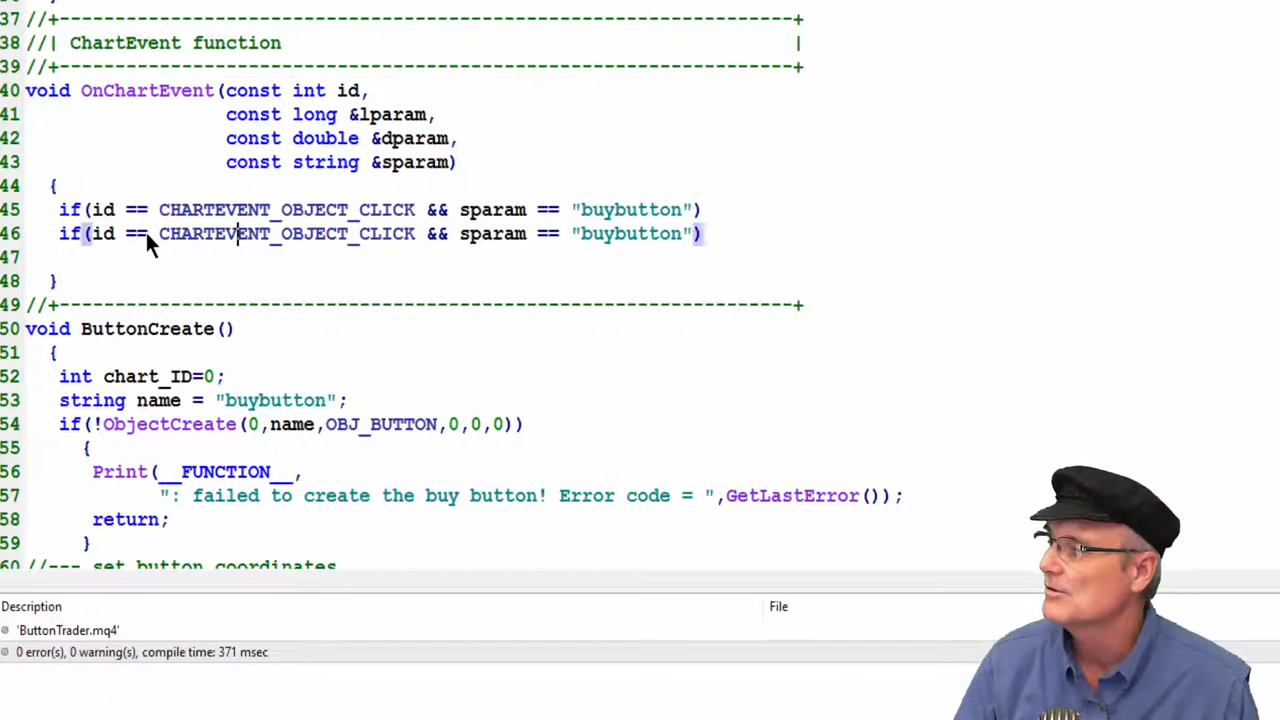 37 //+------------------------------------------------------------------+
38 //| ChartEvent function                                              |
39 //+------------------------------------------------------------------+
40 void OnChartEvent(const int id,
41                   const long &lparam,
42                   const double &dparam,
43                   const string &sparam)
44   {
45    if(id == CHARTEVENT_OBJECT_CLICK && sparam == "buybutton")
46    if(id == CHARTEVENT_OBJECT_CLICK && sparam == "buybutton")
47
48   }
49 //+------------------------------------------------------------------+
50 void ButtonCreate()
51   {
52    int chart_ID=0;
53    string name = "buybutton";
54    if(!ObjectCreate(0,name,OBJ_BUTTON,0,0,0))
55      {
56       Print(__FUNCTION__,
57             ": failed to create the buy button! Error code = ",GetLastError());
58       return;
59      }
60 //--- set button coordinates
Description File
'ButtonTrader.mq4'
0 error(s), 0 warning(s), compile time: 371 msec